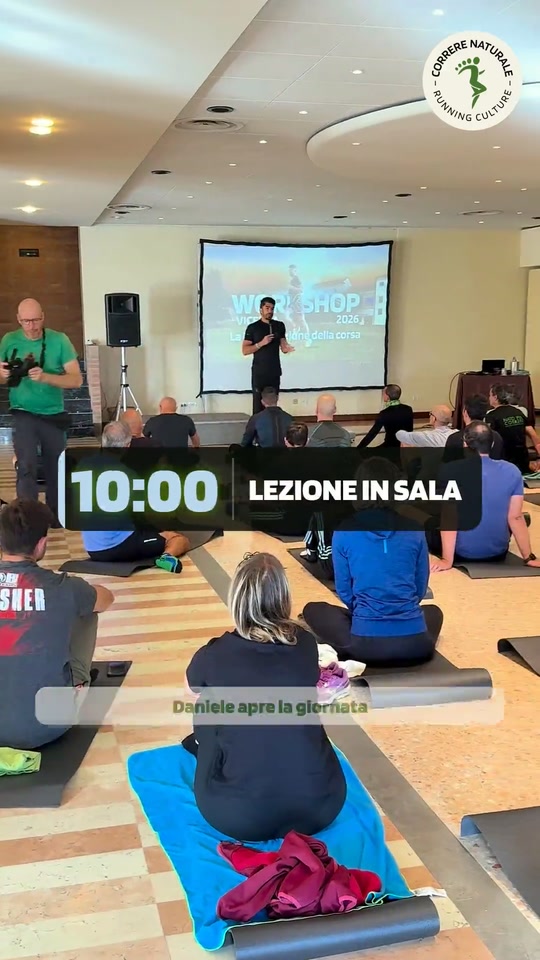 CORRERE NATURALE
RUNNING CULTURE
WORKSHOP
2026
della corsa
10:00
LEZIONE IN SALA
SHER
Daniele apre la giornata